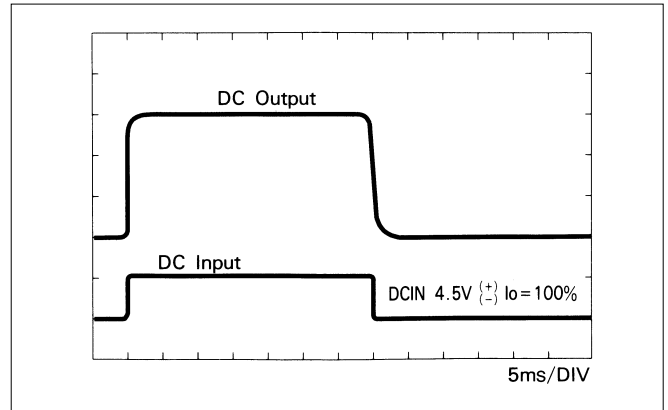 DC Output
DC Input
DCIN 4.5V (+) (−) Io=100%
5ms/DIV